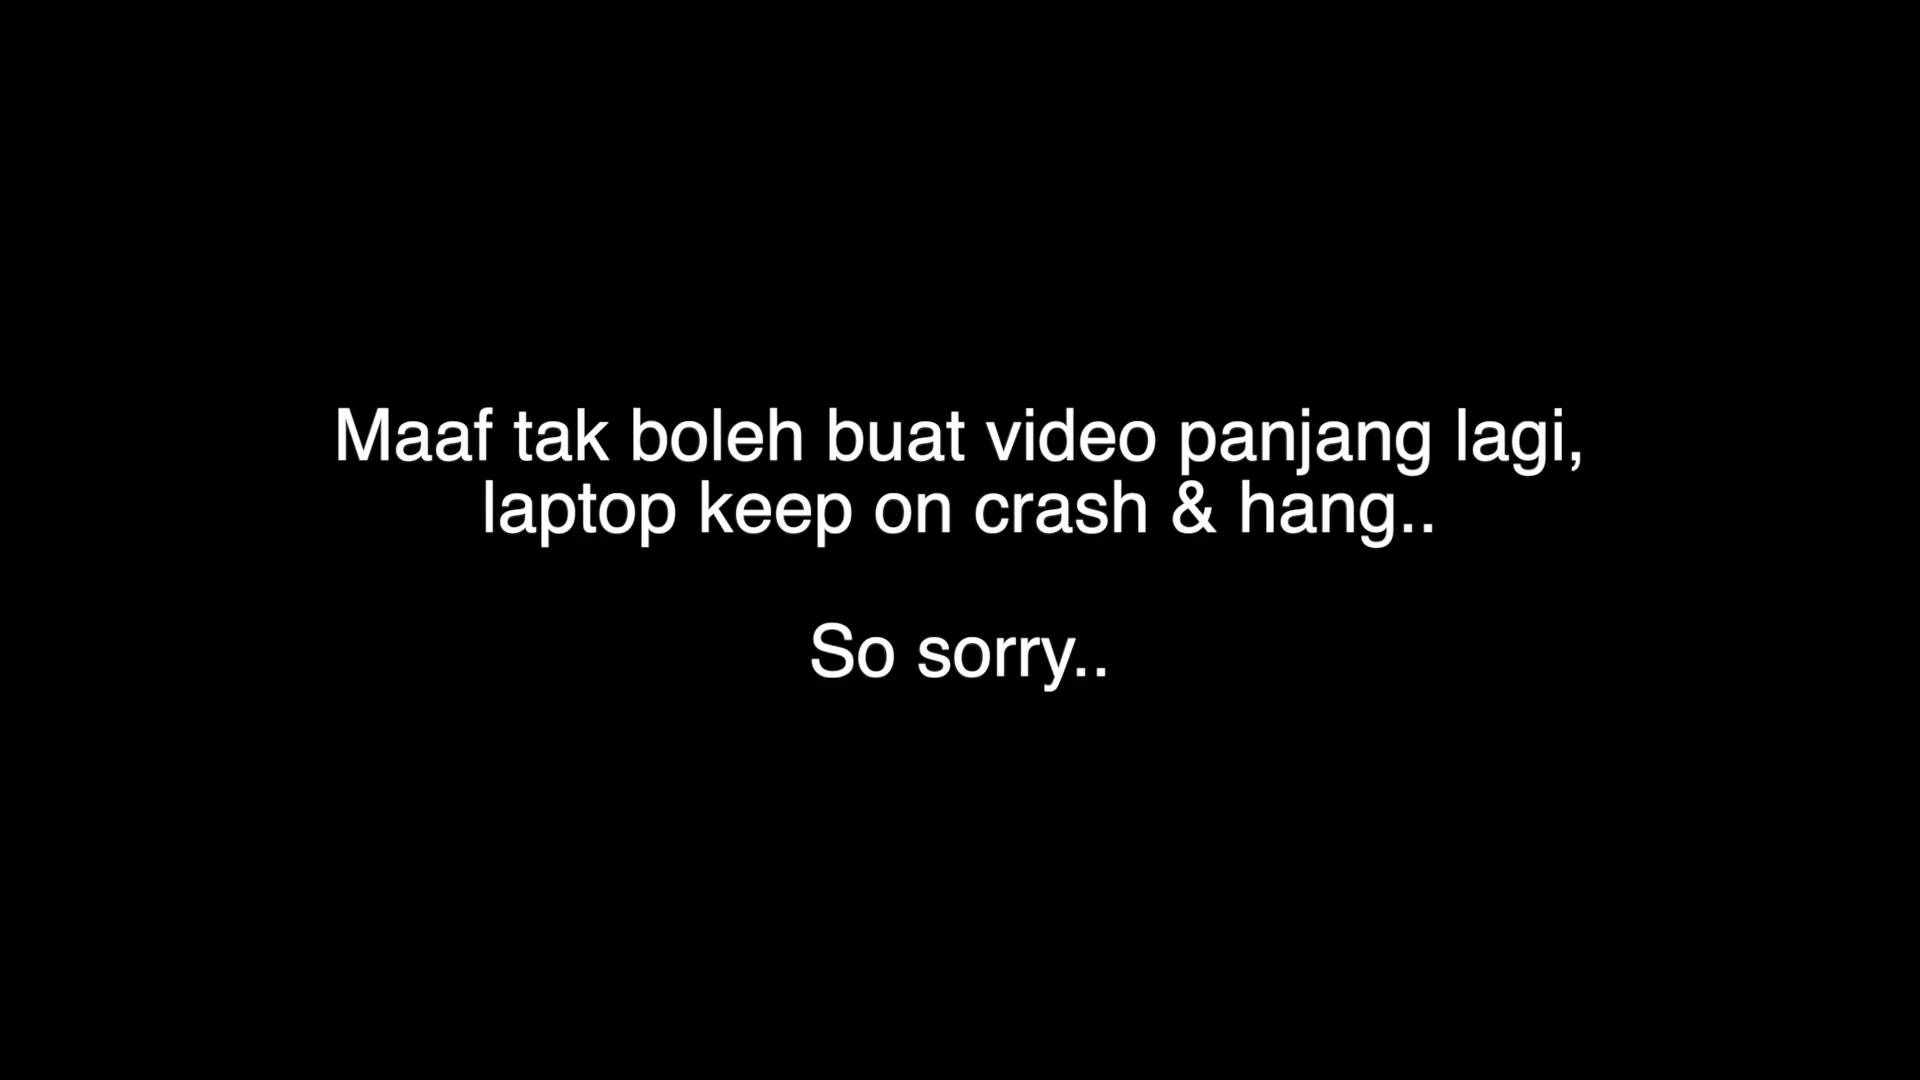 Maaf tak boleh buat video panjang lagi,
laptop keep on crash & hang..
So sorry..